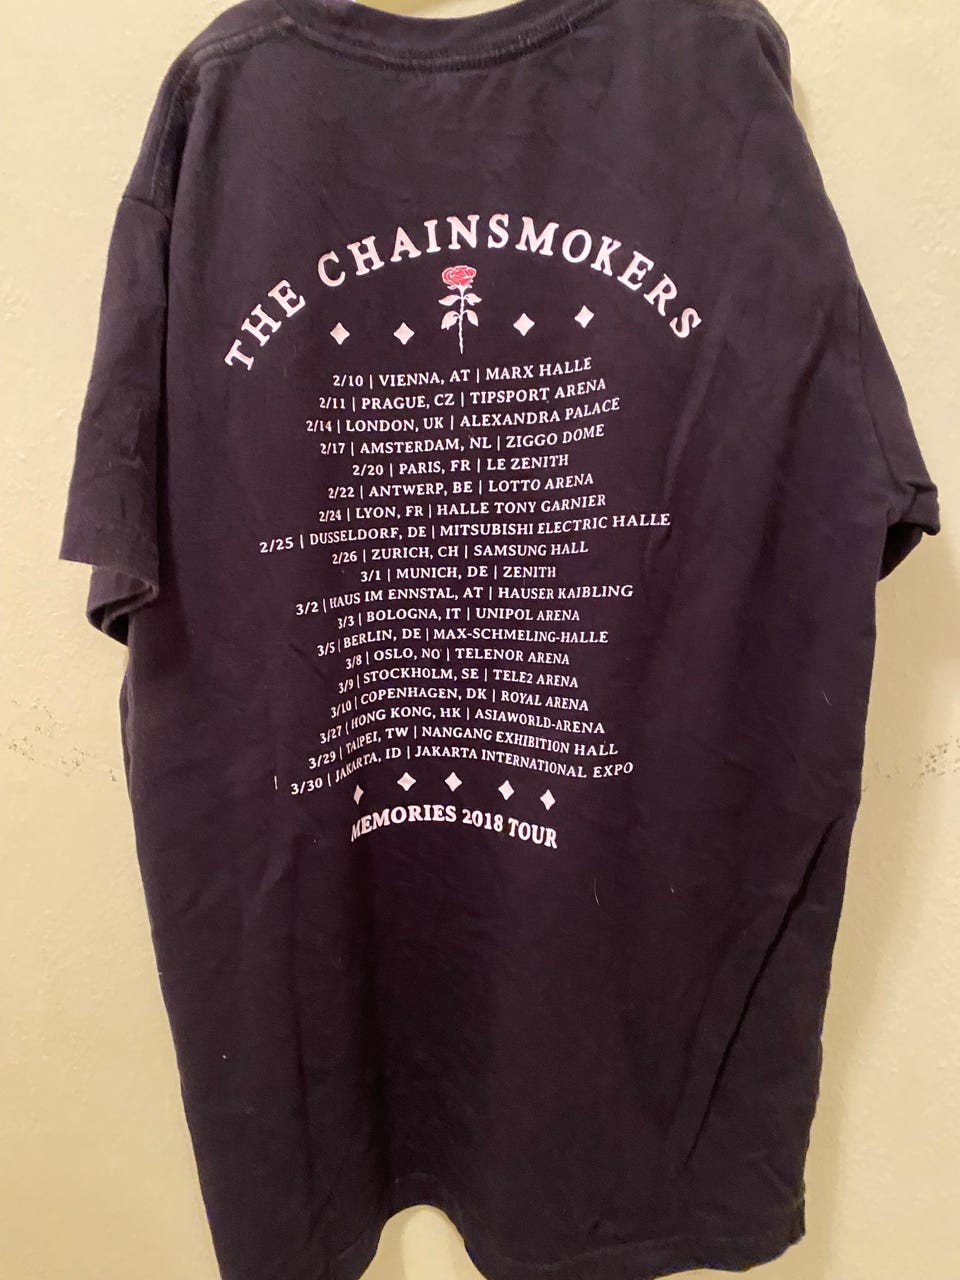 THE CHAINSMOKERS
2/10 | VIENNA, AT | MARX HALLE
2/11 | PRAGUE, CZ | TIPSPORT ARENA
2/14 | LONDON, UK | ALEXANDRA PALACE
2/17 | AMSTERDAM, NL | ZIGGO DOME
2/20 | PARIS, FR | LE ZENITH
2/22 | ANTWERP, BE | LOTTO ARENA
2/24 | LYON, FR | HALLE TONY GARNIER
2/25 | DUSSELDORF, DE | MITSUBISHI ELECTRIC HALLE
2/26 | ZURICH, CH | SAMSUNG HALL
3/1 | MUNICH, DE | ZENITH
3/2 | HAUS IM ENNSTAL, AT | HAUSER KAIBLING
3/3 | BOLOGNA, IT | UNIPOL ARENA
3/5 | BERLIN, DE | MAX-SCHMELING-HALLE
3/8 | OSLO, NO | TELENOR ARENA
3/9 | STOCKHOLM, SE | TELE2 ARENA
3/10 | COPENHAGEN, DK | ROYAL ARENA
3/27 | HONG KONG, HK | ASIAWORLD-ARENA
3/29 | TAIPEI, TW | NANGANG EXHIBITION HALL
3/30 | JAKARTA, ID | JAKARTA INTERNATIONAL EXPO
MEMORIES 2018 TOUR